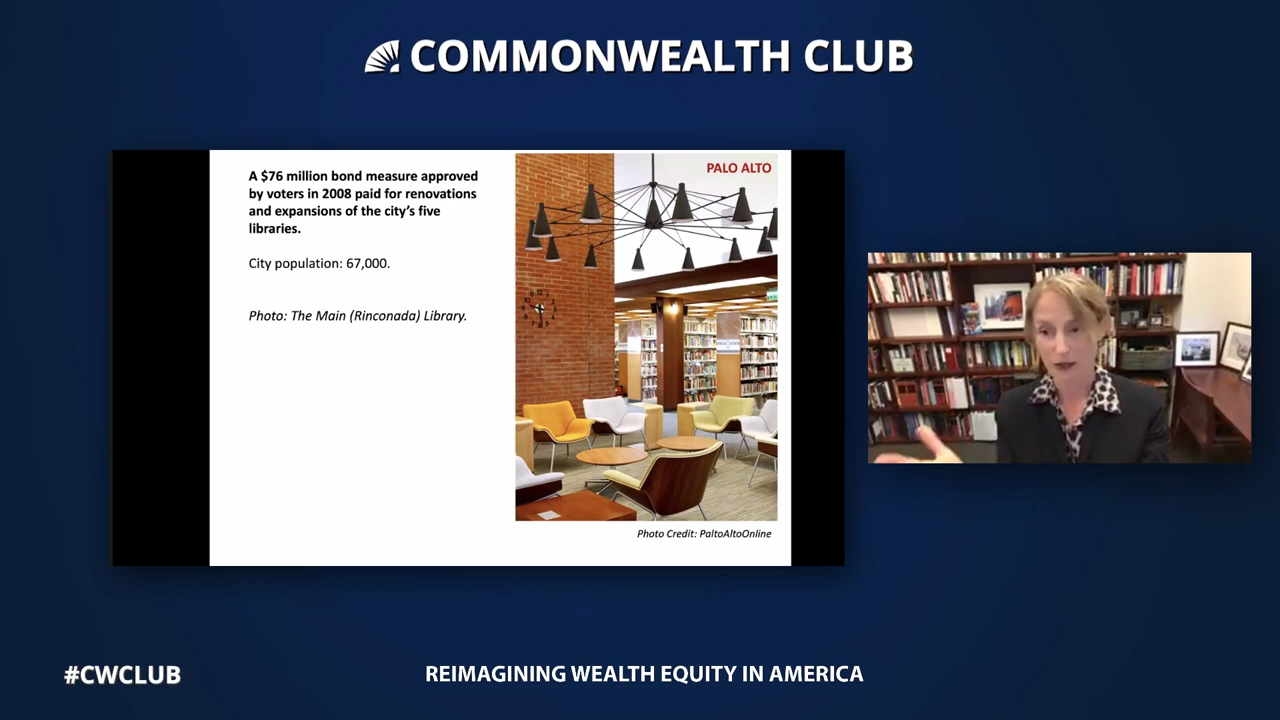 COMMONWEALTH CLUB
A $76 million bond measure approved
by voters in 2008 paid for renovations
and expansions of the city's five
libraries.
City population: 67,000.
Photo: The Main (Rinconada) Library.
PALO ALTO
Photo Credit: PaltoAltoOnline
#CWCLUB
REIMAGINING WEALTH EQUITY IN AMERICA